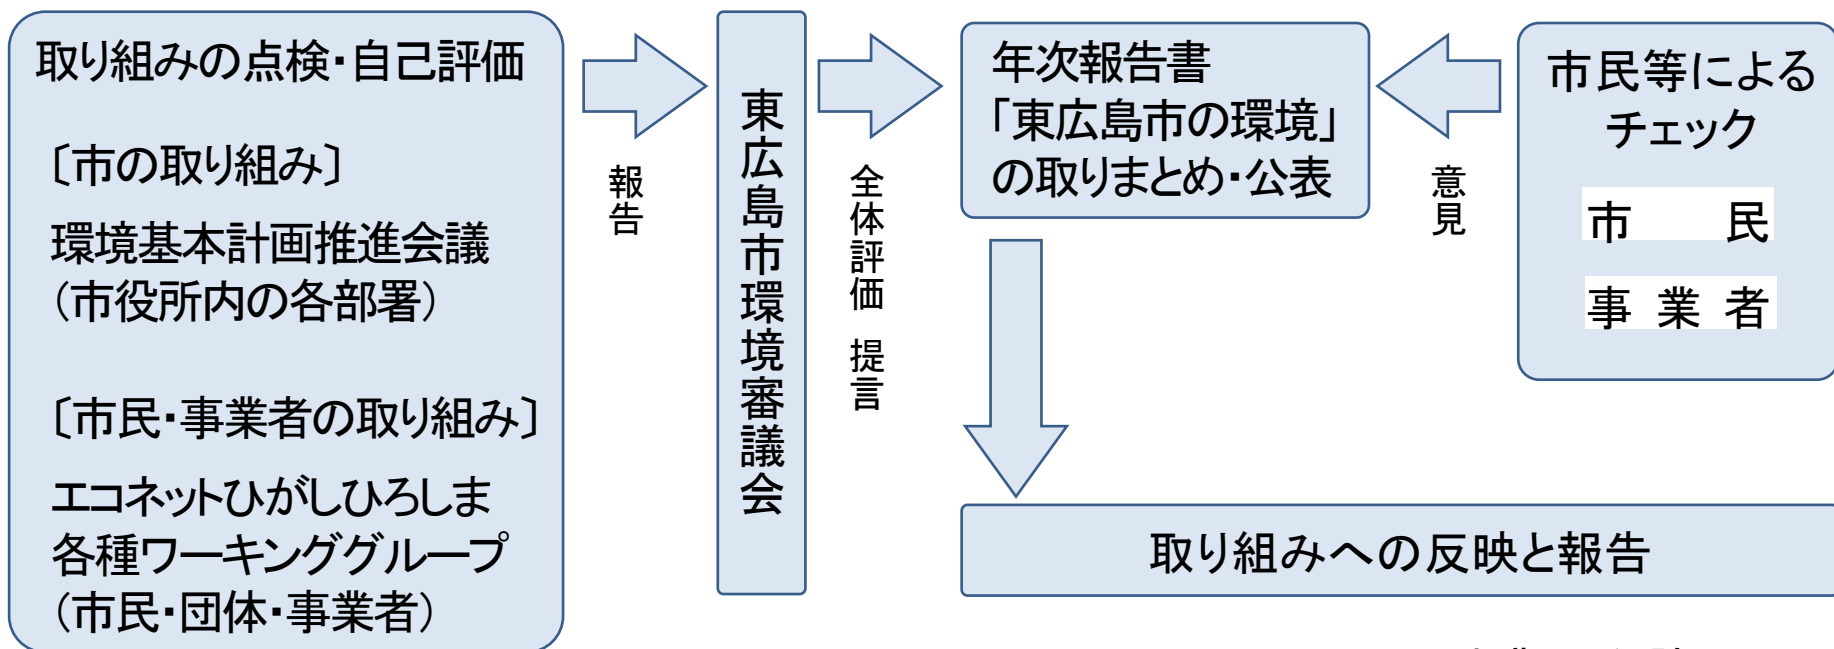 取り組みの点検・自己評価
〔市の取り組み〕
環境基本計画推進会議
(市役所内の各部署)
〔市民・事業者の取り組み〕
エコネットひがしひろしま
各種ワーキンググループ
(市民・団体・事業者)
報告
東広島市環境審議会
全体評価 提言
年次報告書
「東広島市の環境」
の取りまとめ・公表
意見
市民等による
チェック
市 民
事 業 者
取り組みへの反映と報告